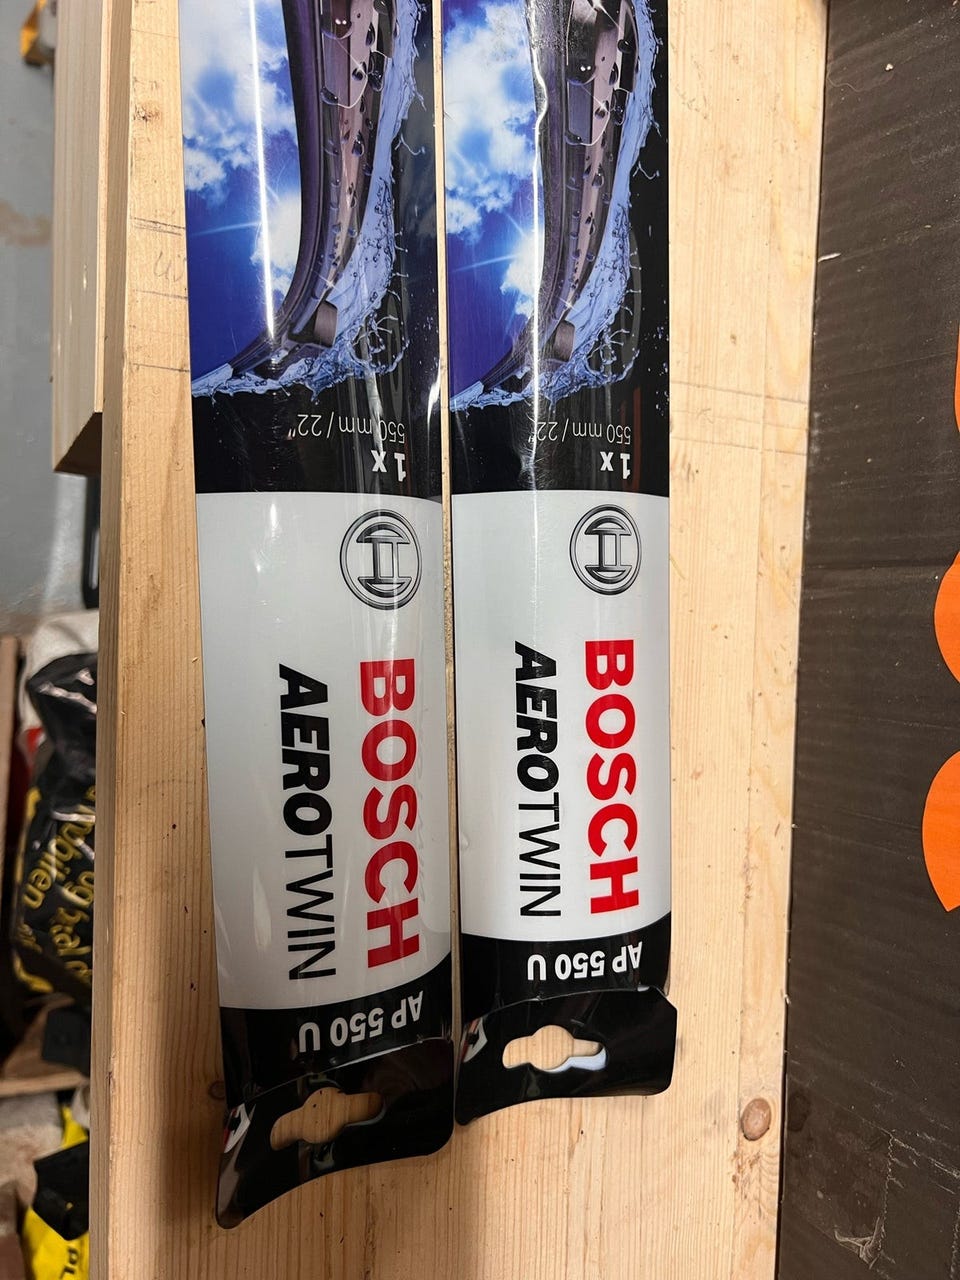 1 x
550 mm / 22"
BOSCH
AEROTWIN
AP 550 U
1 x
550 mm / 22"
BOSCH
AEROTWIN
AP 550 U